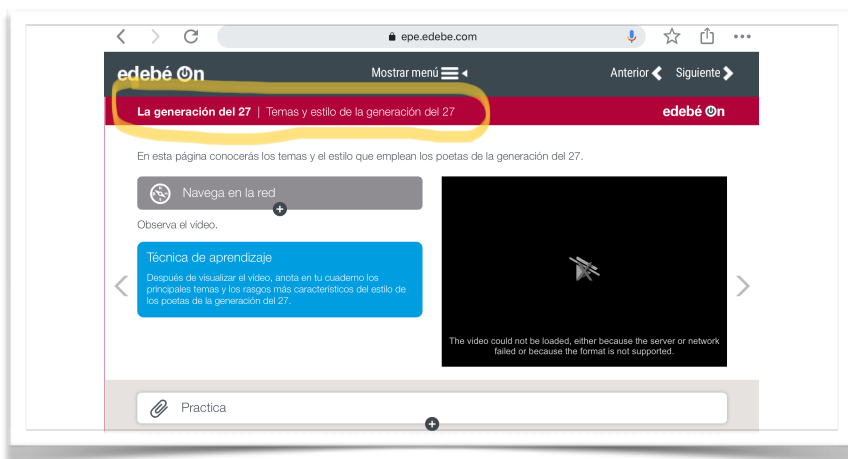 epe.edebe.com
edebé On
Mostrar menú
Anterior
Siguiente
La generación del 27 | Temas y estilo de la generación del 27
edebé On
En esta página conocerás los temas y el estilo que emplean los poetas de la generación del 27.
Navega en la red
Observa el vídeo.
Técnica de aprendizaje
Después de visualizar el vídeo, anota en tu cuaderno los
principales temas y los rasgos más característicos del estilo de
los poetas de la generación del 27.
The video could not be loaded, either because the server or network
failed or because the format is not supported.
Practica